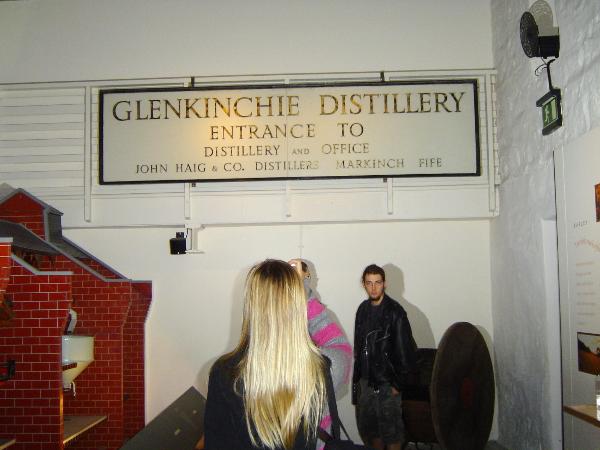 GLENKINCHIE DISTILLERY
ENTRANCE TO
DISTILLERY AND OFFICE
JOHN HAIG & CO. DISTILLERS MARKINCH FIFE